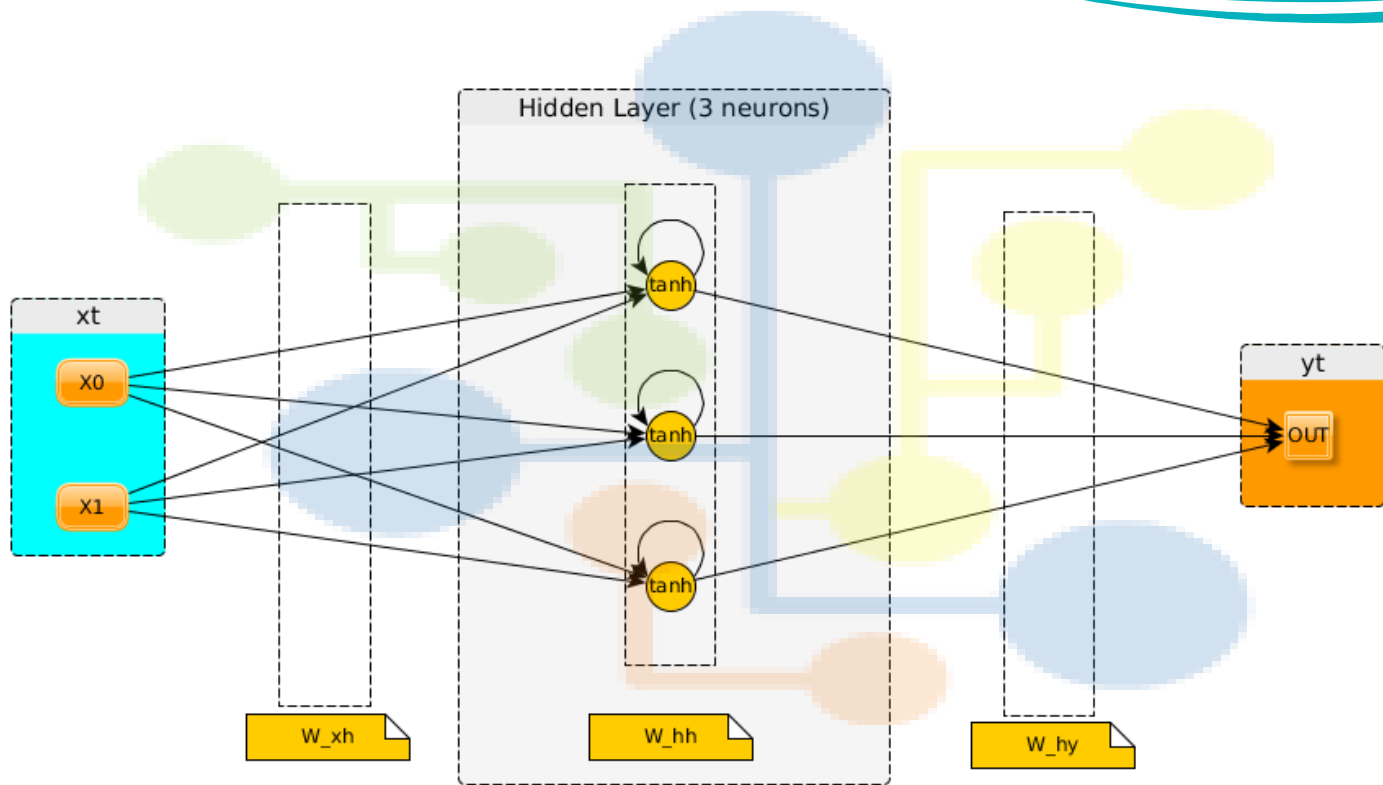 Hidden Layer (3 neurons)
xt
X0
X1
tanh
tanh
tanh
yt
OUT
W_xh
W_hh
W_hy